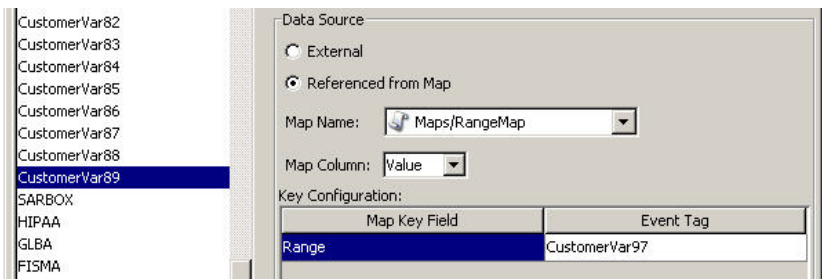 CustomerVar82
CustomerVar83
CustomerVar84
CustomerVar85
CustomerVar86
CustomerVar87
CustomerVar88
CustomerVar89
SARBOX
HIPAA
GLBA
FISMA
Data Source
External
Referenced from Map
Map Name: Maps/RangeMap
Map Column: Value
Key Configuration:
Map Key Field Event Tag
Range CustomerVar97